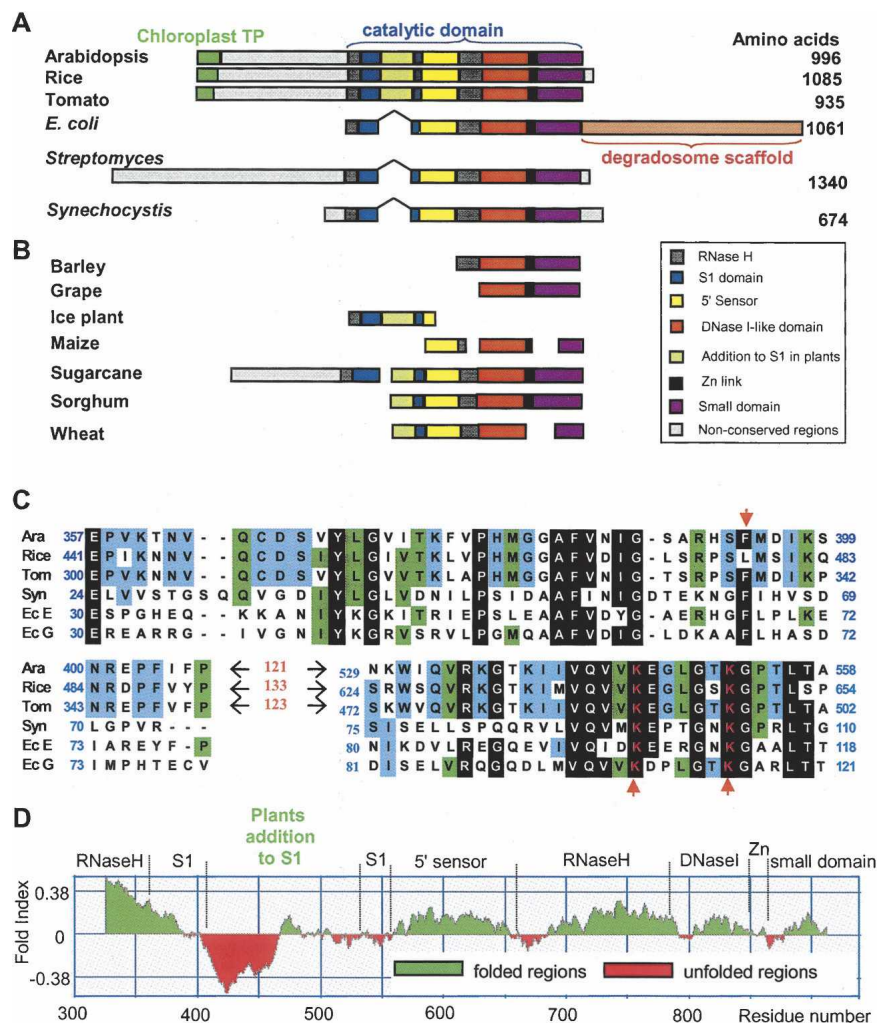 A
Chloroplast TP
catalytic domain
Amino acids
Arabidopsis 996
Rice 1085
Tomato 935
E. coli 1061
degradosome scaffold
Streptomyces 1340
Synechocystis 674
B
Barley
Grape
Ice plant
Maize
Sugarcane
Sorghum
Wheat
RNase H
S1 domain
5' Sensor
DNase I-like domain
Addition to S1 in plants
Zn link
Small domain
Non-conserved regions
C
Ara 357 E P V K T N V - - Q C D S V Y L G V I T K F V P H M G G A F V N I G - S A R H S F M D I K S 399
Rice 441 E P I K N N V - - Q C D S I Y L G V I T K L V P H M G G A F V N I G - S S R P S L M S I K Q 483
Tom 300 E P V K N N V - - Q C D S V Y L G V V T K L A P H M G G A F V N I G - T S R P S F M D I K P 342
Syn 24 E L V V S T G S Q Q V G D I Y L G L V D N I L P S I D A A F I N I G D T E K N G F I H V S D 69
Ec E 30 E S P G H E Q - - K K A N I Y K G K I T R I E P S L E A A F V D Y G - A E R H G F L P L K E 72
Ec G 30 E R E A R R G - - I V G N I Y K G R V S R V L P G M Q A A F V D I G - L D K A A F L H A S D 72
Ara 400 N R E P F I F P ← 121 → 529 N K W I Q V R K G T K I I V Q V V K E G L G T K G P T L T A 558
Rice 484 N R D P F V Y P ← 133 → 624 S R W S Q V R K G T K I M V Q V V K E G L G S K G P T L S P 654
Tom 343 N R E P F V F P ← 123 → 472 S K W V Q V R K G T K I I V Q V V K E G L G T K G P T L T A 502
Syn 70 L G P V R - - - 75 S I S E L L S P Q Q R V L V Q V M K E P T G N K G P R L T G 110
Ec E 73 I A R E Y F - P 80 N I K D V L R E G Q E V I V Q I D K E E R G N K G A A L T T 118
Ec G 73 I M P H T E C V 81 D I S E L V R Q G Q D L M V Q V V K D P L G T K G A R L T T 121
D
Plants
addition
to S1
RNaseH S1 S1 5' sensor RNaseH DNaseI Zn small domain
Fold Index
0.38
0
-0.38
folded regions
unfolded regions
300 400 500 600 700 800 Residue number